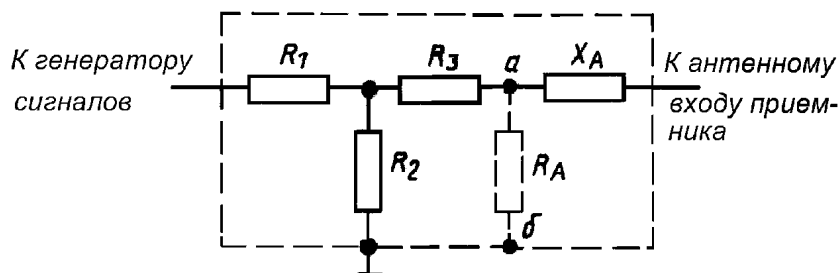 К генератору
сигналов
R1
R3
а
XA
К антенному
входу прием-
ника
R2
RA
б